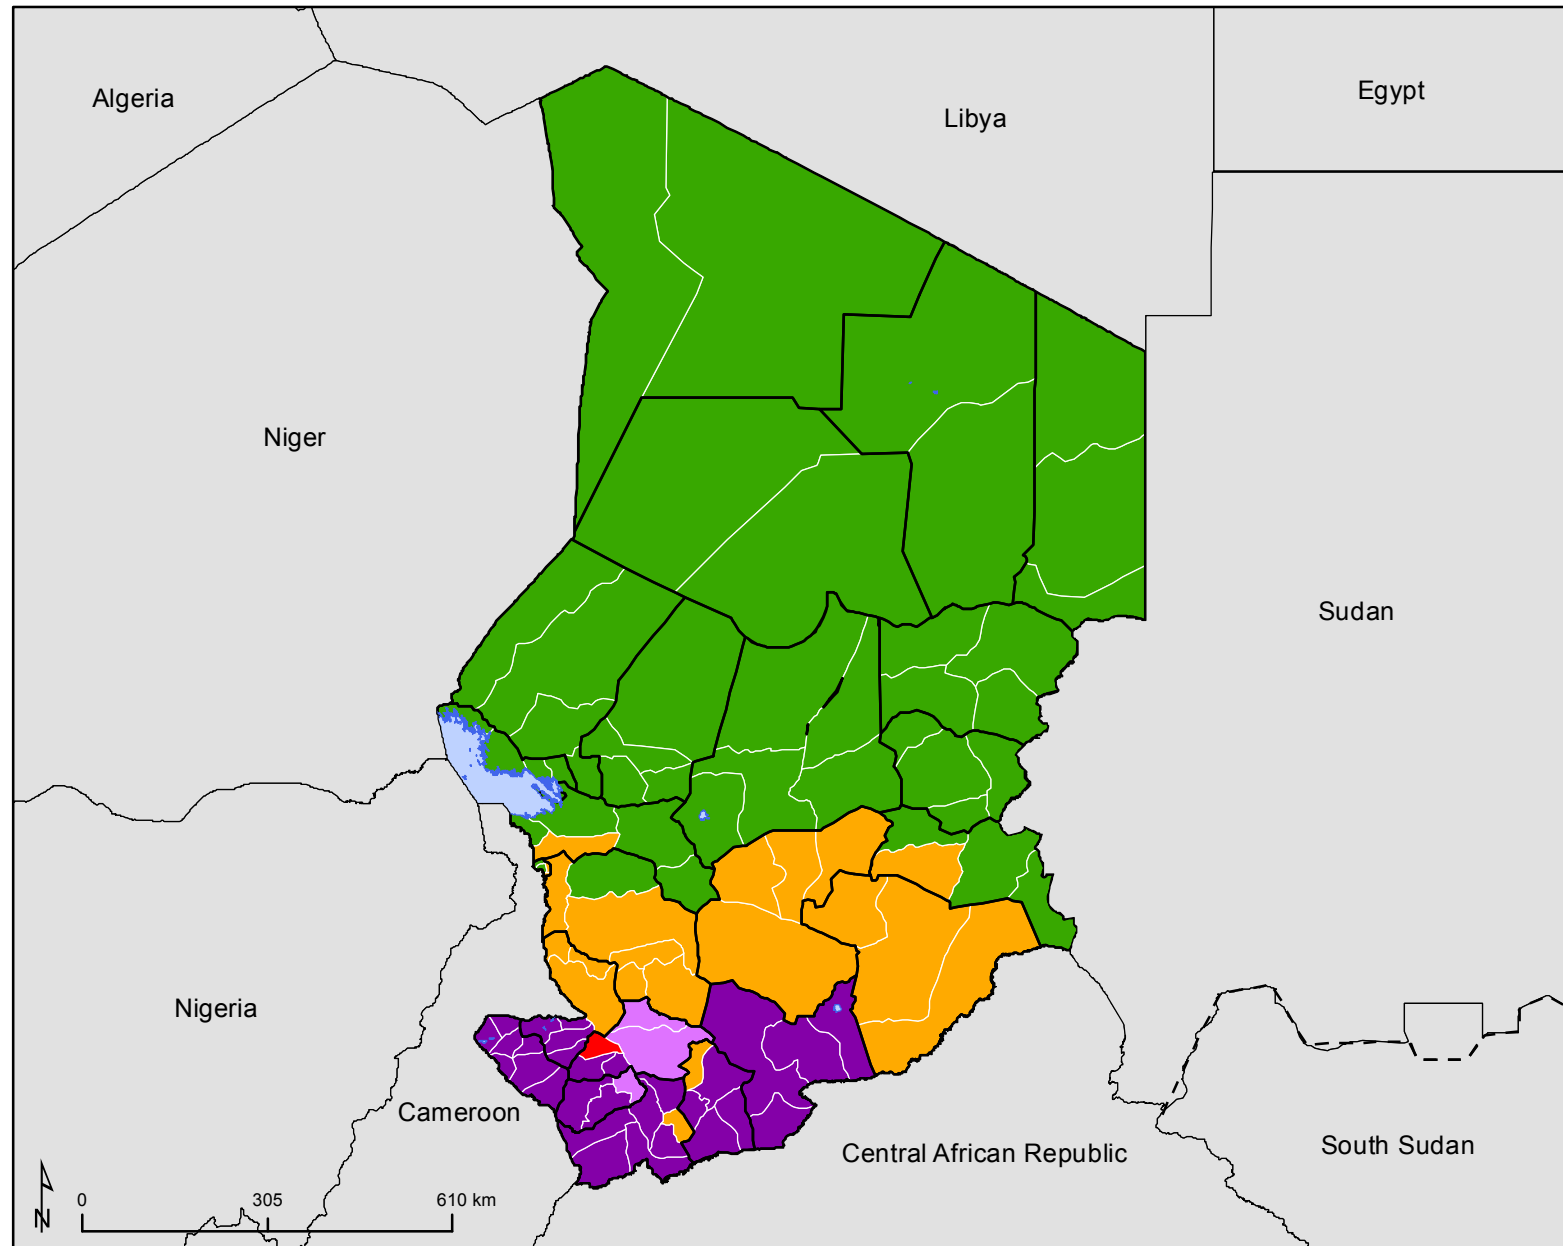 Algeria
Libya
Egypt
Niger
Sudan
Nigeria
Cameroon
Central African Republic
South Sudan
N
0 305 610 km